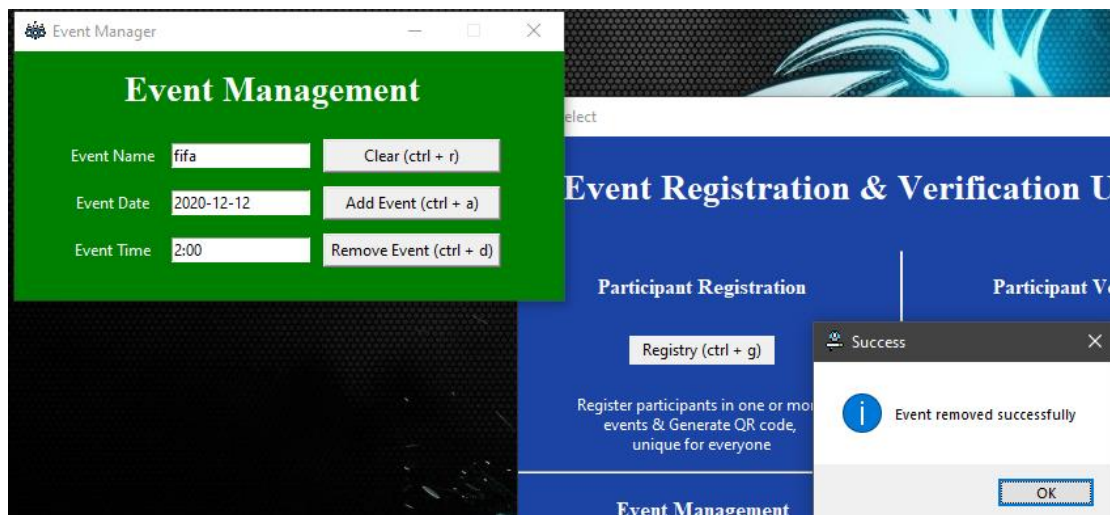 Event Manager
Event Management
Event Name fifa Clear (ctrl + r)
Event Date 2020-12-12 Add Event (ctrl + a)
Event Time 2:00 Remove Event (ctrl + d)
elect
Event Registration & Verification U
Participant Registration
Participant V
Registry (ctrl + g)
Register participants in one or mo
events & Generate QR code,
unique for everyone
Event Management
Success
Event removed successfully
OK